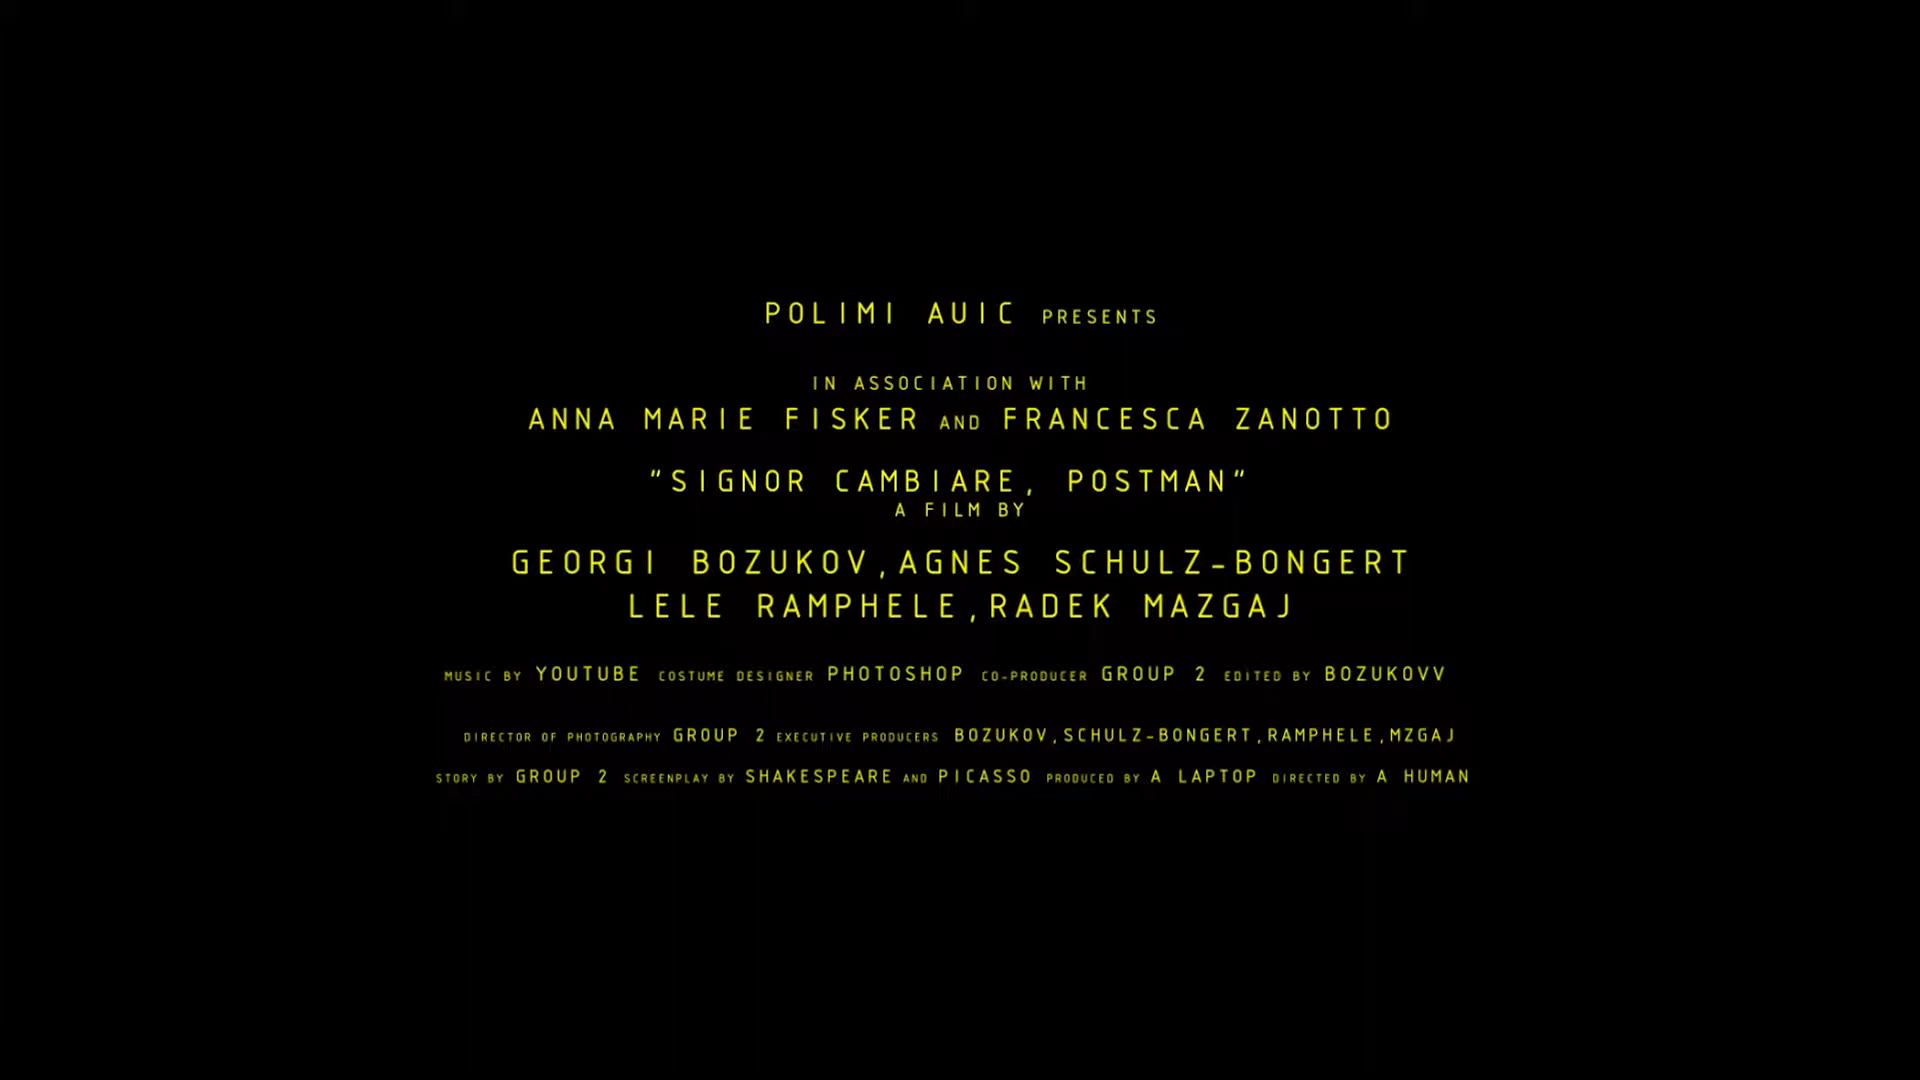 POLIMI AUIC PRESENTS
IN ASSOCIATION WITH
ANNA MARIE FISKER AND FRANCESCA ZANOTTO
"SIGNOR CAMBIARE, POSTMAN"
A FILM BY
GEORGI BOZUKOV,AGNES SCHULZ-BONGERT
LELE RAMPHELE,RADEK MAZGAJ
MUSIC BY YOUTUBE COSTUME DESIGNER PHOTOSHOP CO-PRODUCER GROUP 2 EDITED BY BOZUKOVV
DIRECTOR OF PHOTOGRAPHY GROUP 2 EXECUTIVE PRODUCERS BOZUKOV,SCHULZ-BONGERT,RAMPHELE,MZGAJ
STORY BY GROUP 2 SCREENPLAY BY SHAKESPEARE AND PICASSO PRODUCED BY A LAPTOP DIRECTED BY A HUMAN